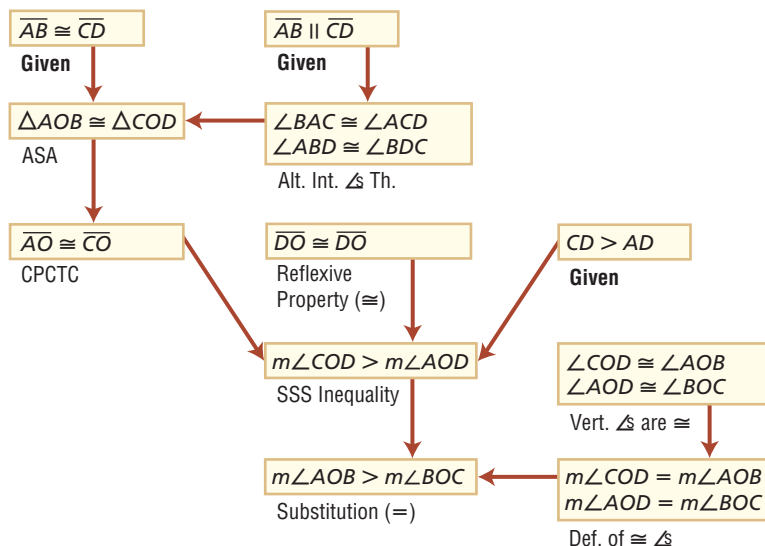 AB ≅ CD
Given
AB || CD
Given
△AOB ≅ △COD
ASA
∠BAC ≅ ∠ACD
∠ABD ≅ ∠BDC
Alt. Int. ∠s Th.
AO ≅ CO
CPCTC
DO ≅ DO
Reflexive
Property (≅)
CD > AD
Given
m∠COD > m∠AOD
SSS Inequality
∠COD ≅ ∠AOB
∠AOD ≅ ∠BOC
Vert. ∠s are ≅
m∠AOB > m∠BOC
Substitution (=)
m∠COD = m∠AOB
m∠AOD = m∠BOC
Def. of ≅ ∠s